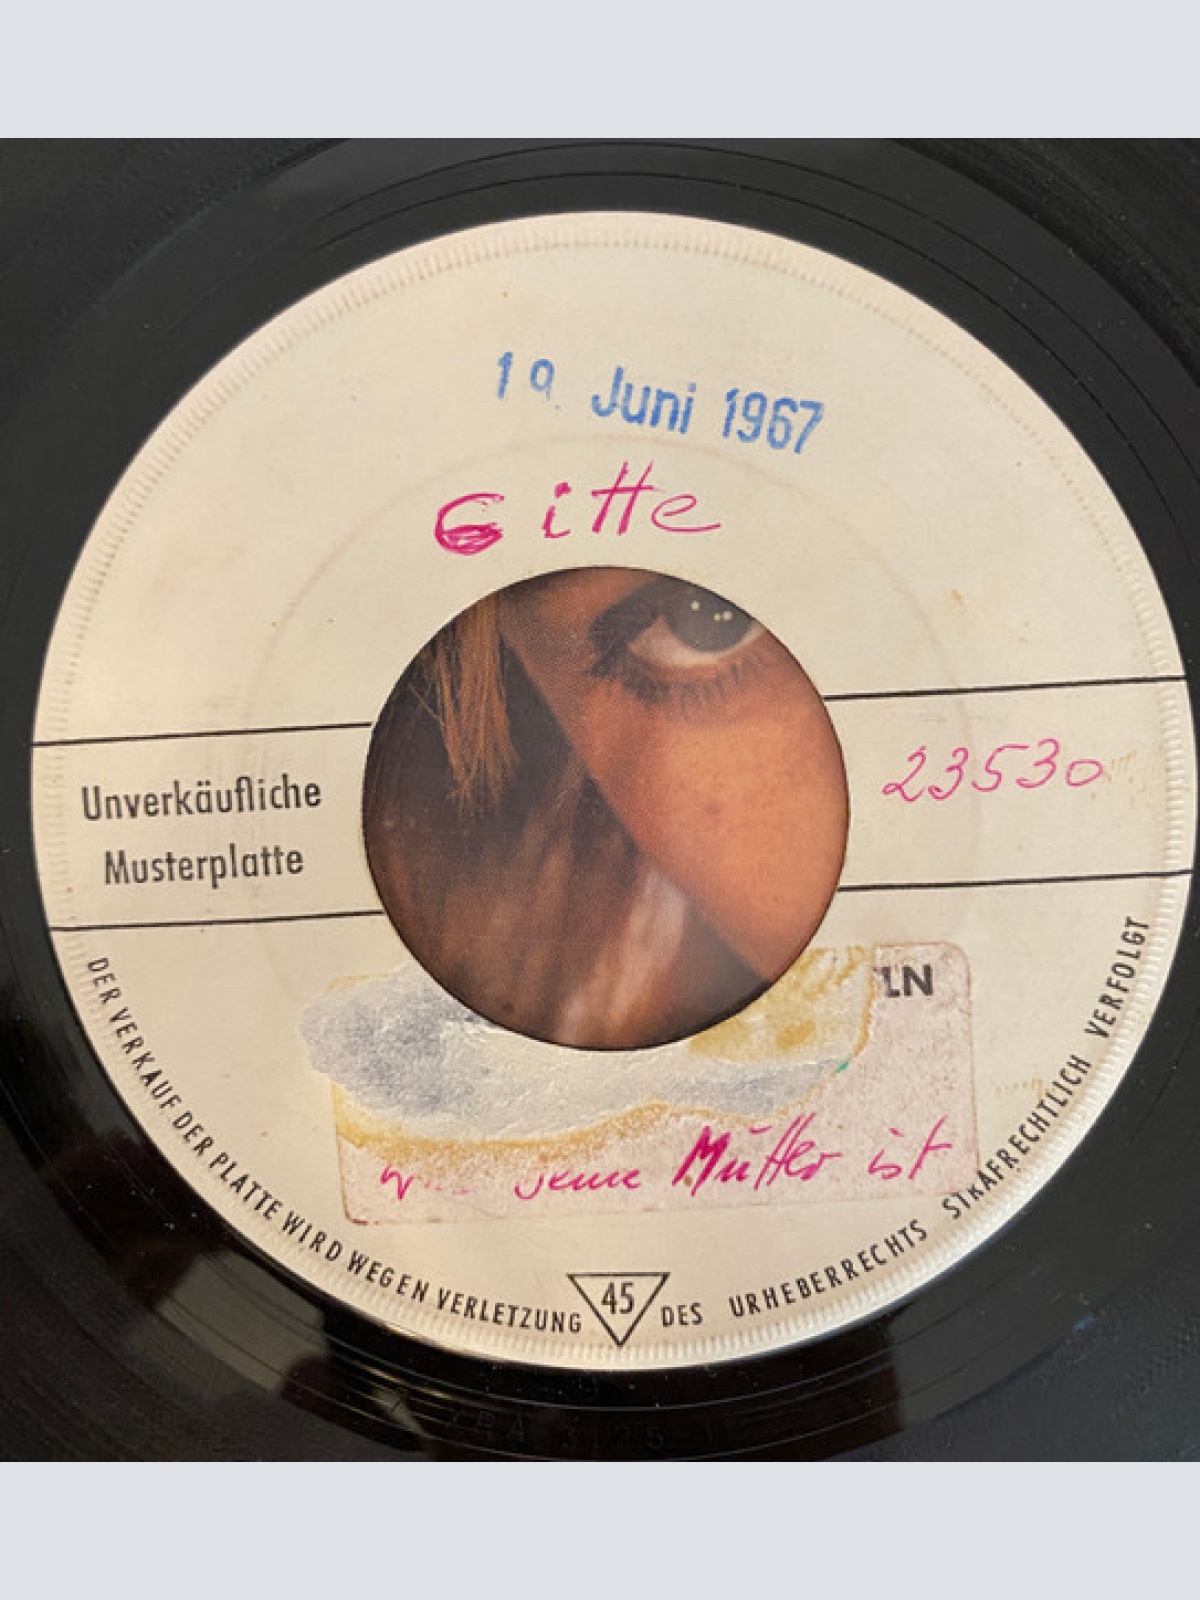 19. Juni 1967
Gitte
Unverkäufliche
Musterplatte
23530
LN
Mutter ist
DER VERKAUF DER PLATTE WIRD WEGEN VERLETZUNG DES URHEBERRECHTS STRAFRECHTLICH VERFOLGT
45